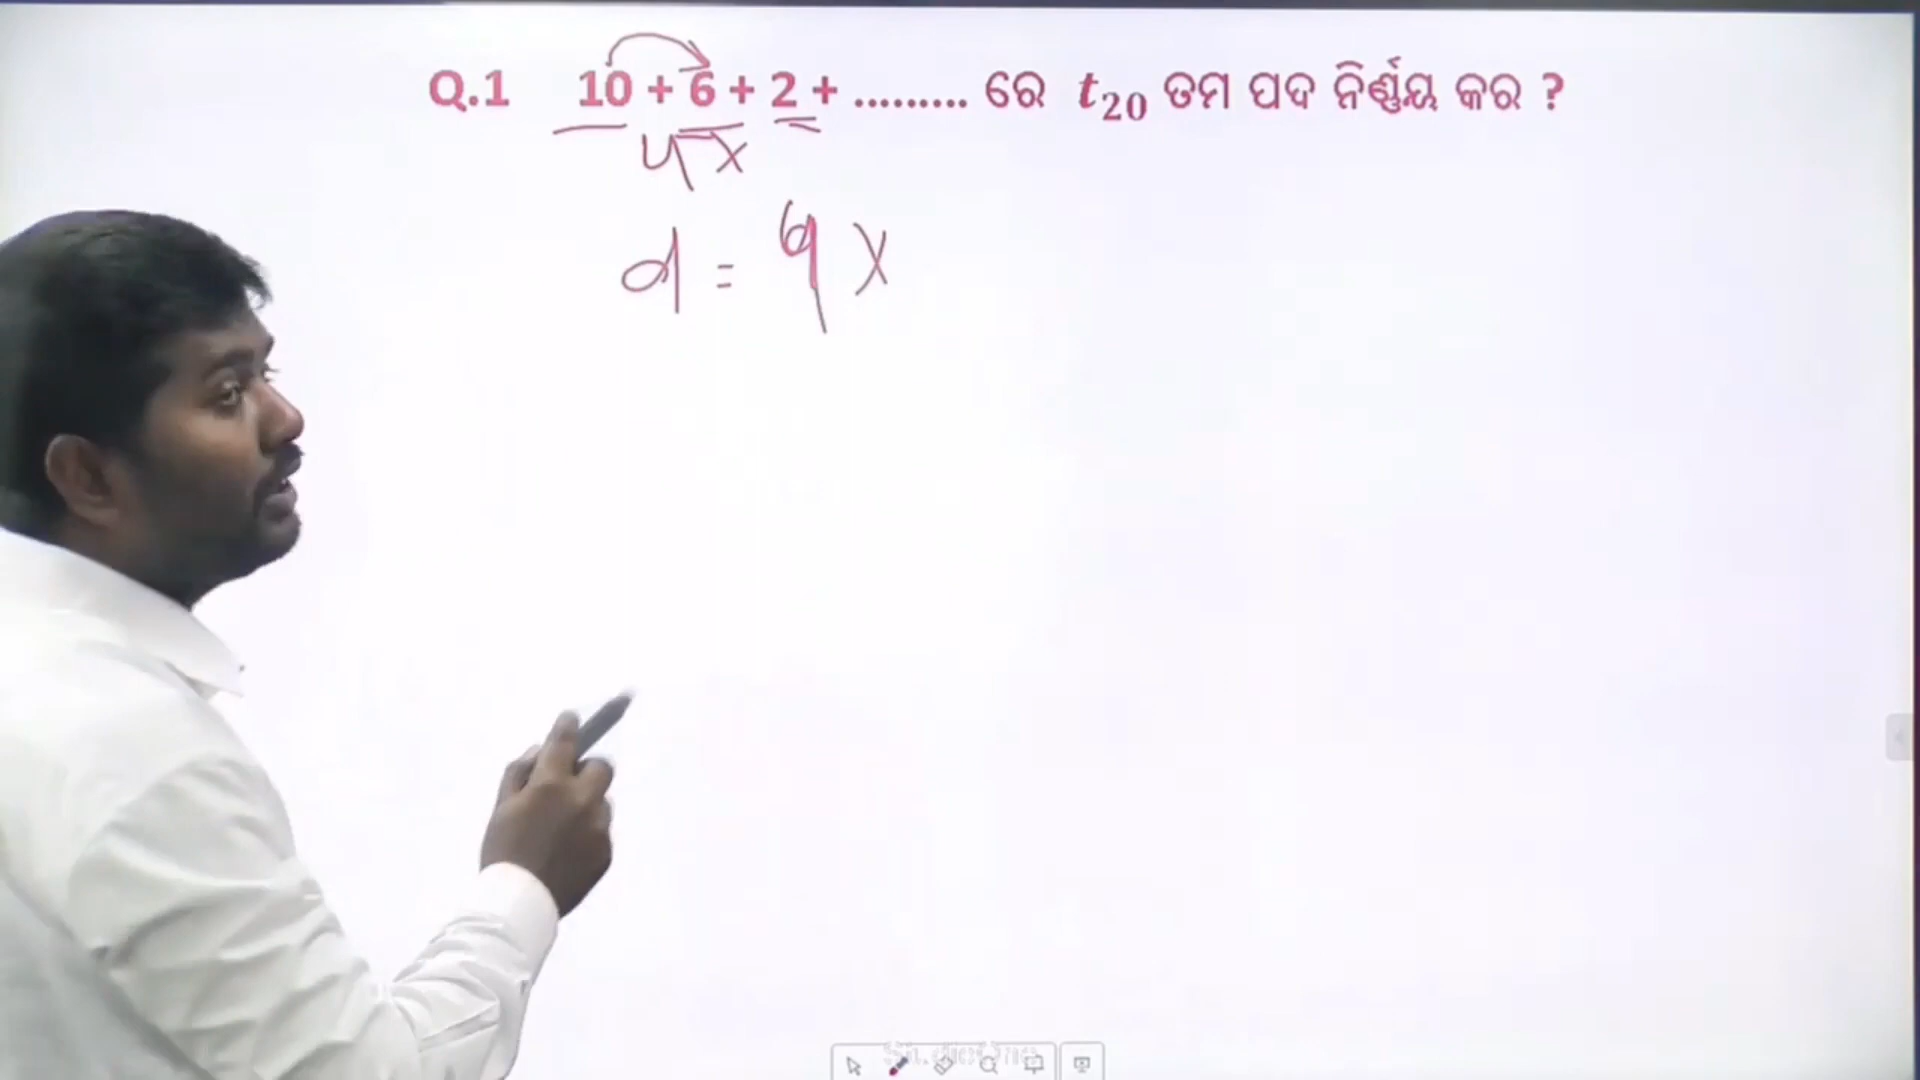 Q.1 10 + 6 + 2 + ......... ରେ t₂₀ ତମ ପଦ ନିର୍ଣ୍ଣୟ କର ?
4 x
d = 4 x